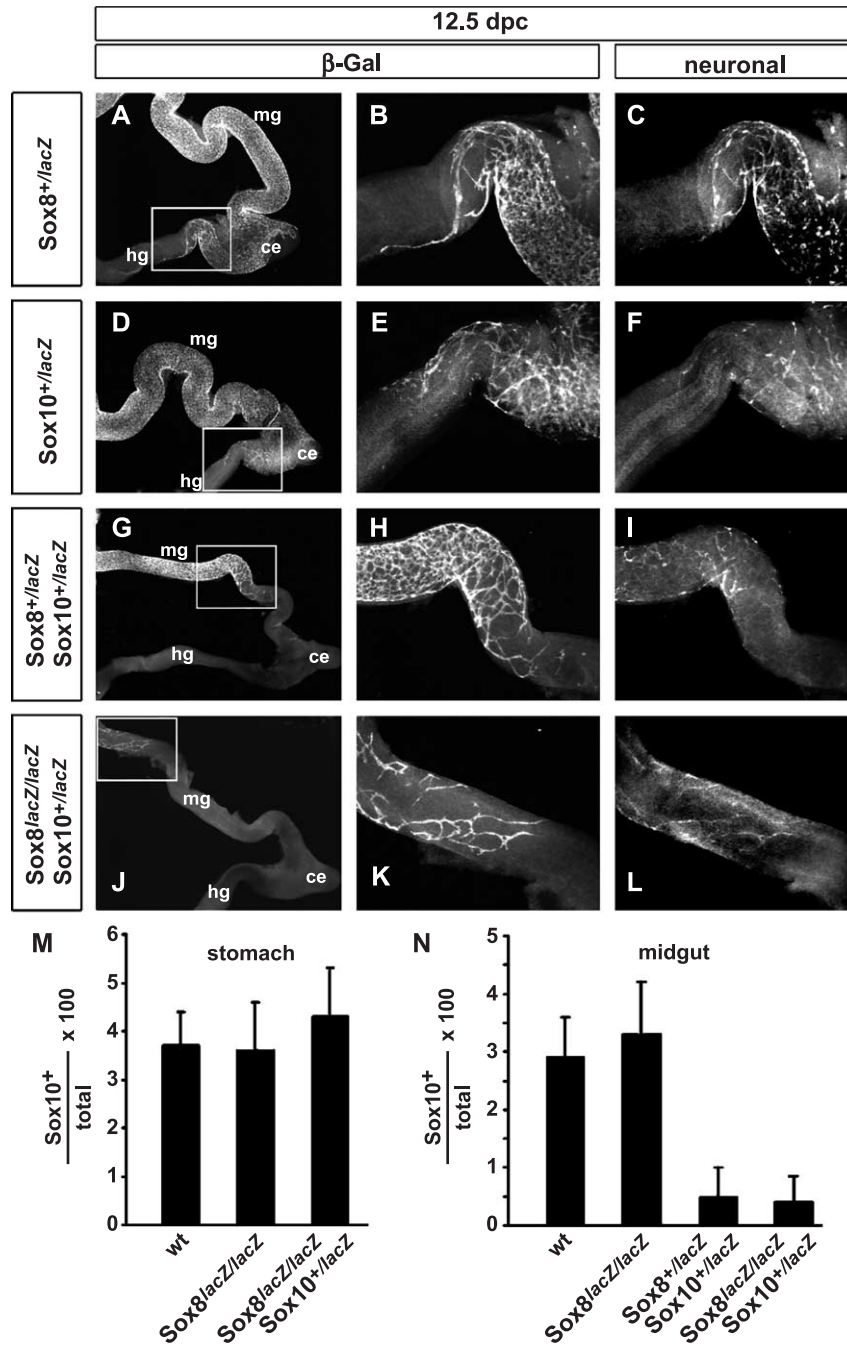 12.5 dpc
β-Gal
neuronal
Sox8+/lacZ
A
mg
hg
ce
B
C
Sox10+/lacZ
D
mg
hg
ce
E
F
Sox8+/lacZ
Sox10+/lacZ
G
mg
hg
ce
H
I
Sox8lacZ/lacZ
Sox10+/lacZ
J
mg
hg
ce
K
L
M
stomach
Sox10+
total
x 100
6
5
4
3
2
1
0
wt
Sox8lacZ/lacZ
Sox8lacZ/lacZ
Sox10+/lacZ
N
midgut
Sox10+
total
x 100
5
4
3
2
1
0
wt
Sox8lacZ/lacZ
Sox8+/lacZ
Sox10+/lacZ
Sox8lacZ/lacZ
Sox10+/lacZ